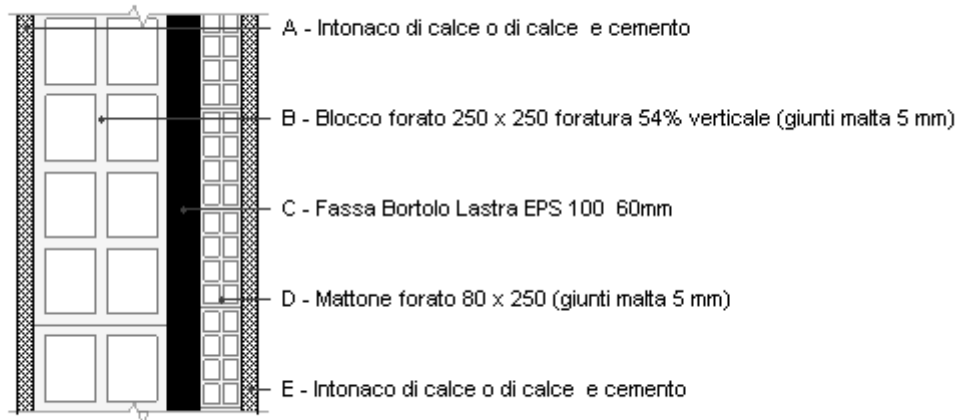 A - Intonaco di calce o di calce e cemento
B - Blocco forato 250 x 250 foratura 54% verticale (giunti malta 5 mm)
C - Fassa Bortolo Lastra EPS 100 60mm
D - Mattone forato 80 x 250 (giunti malta 5 mm)
E - Intonaco di calce o di calce e cemento